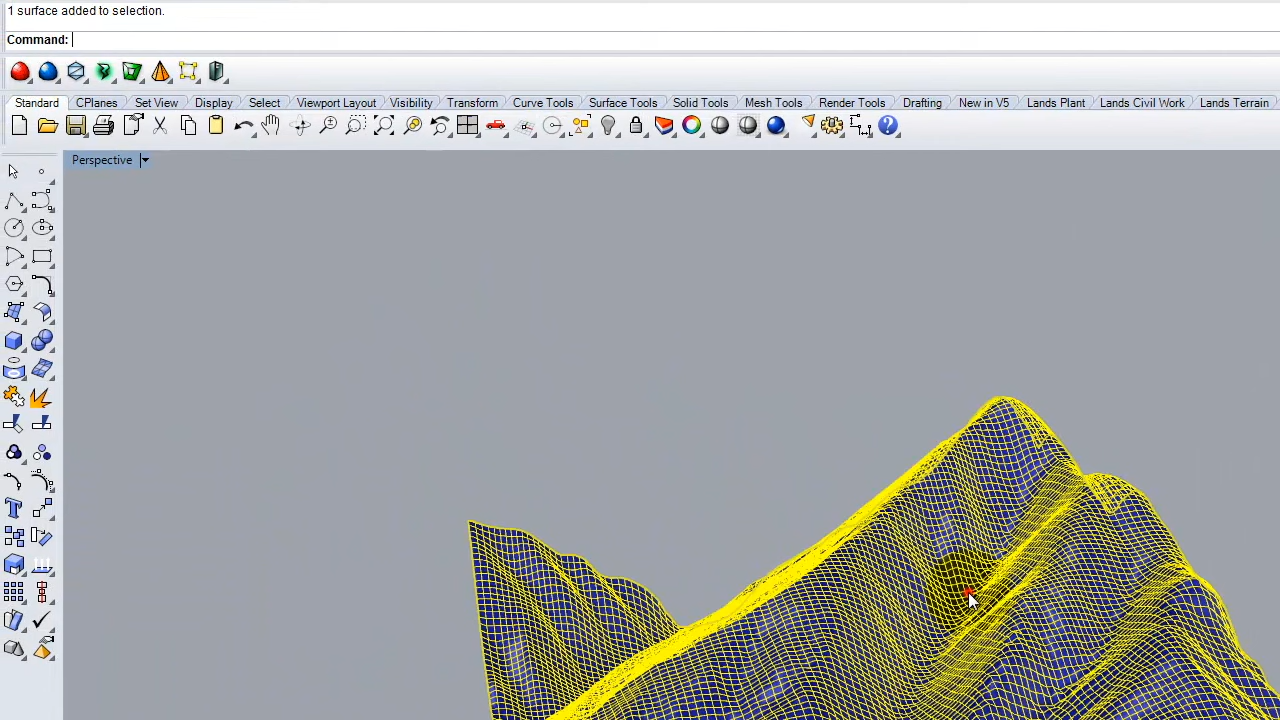 1 surface added to selection.
Command:
Standard CPlanes Set View Display Select Viewport Layout Visibility Transform Curve Tools Surface Tools Solid Tools Mesh Tools Render Tools Drafting New in V5 Lands Plant Lands Civil Work Lands Terrain
Perspective